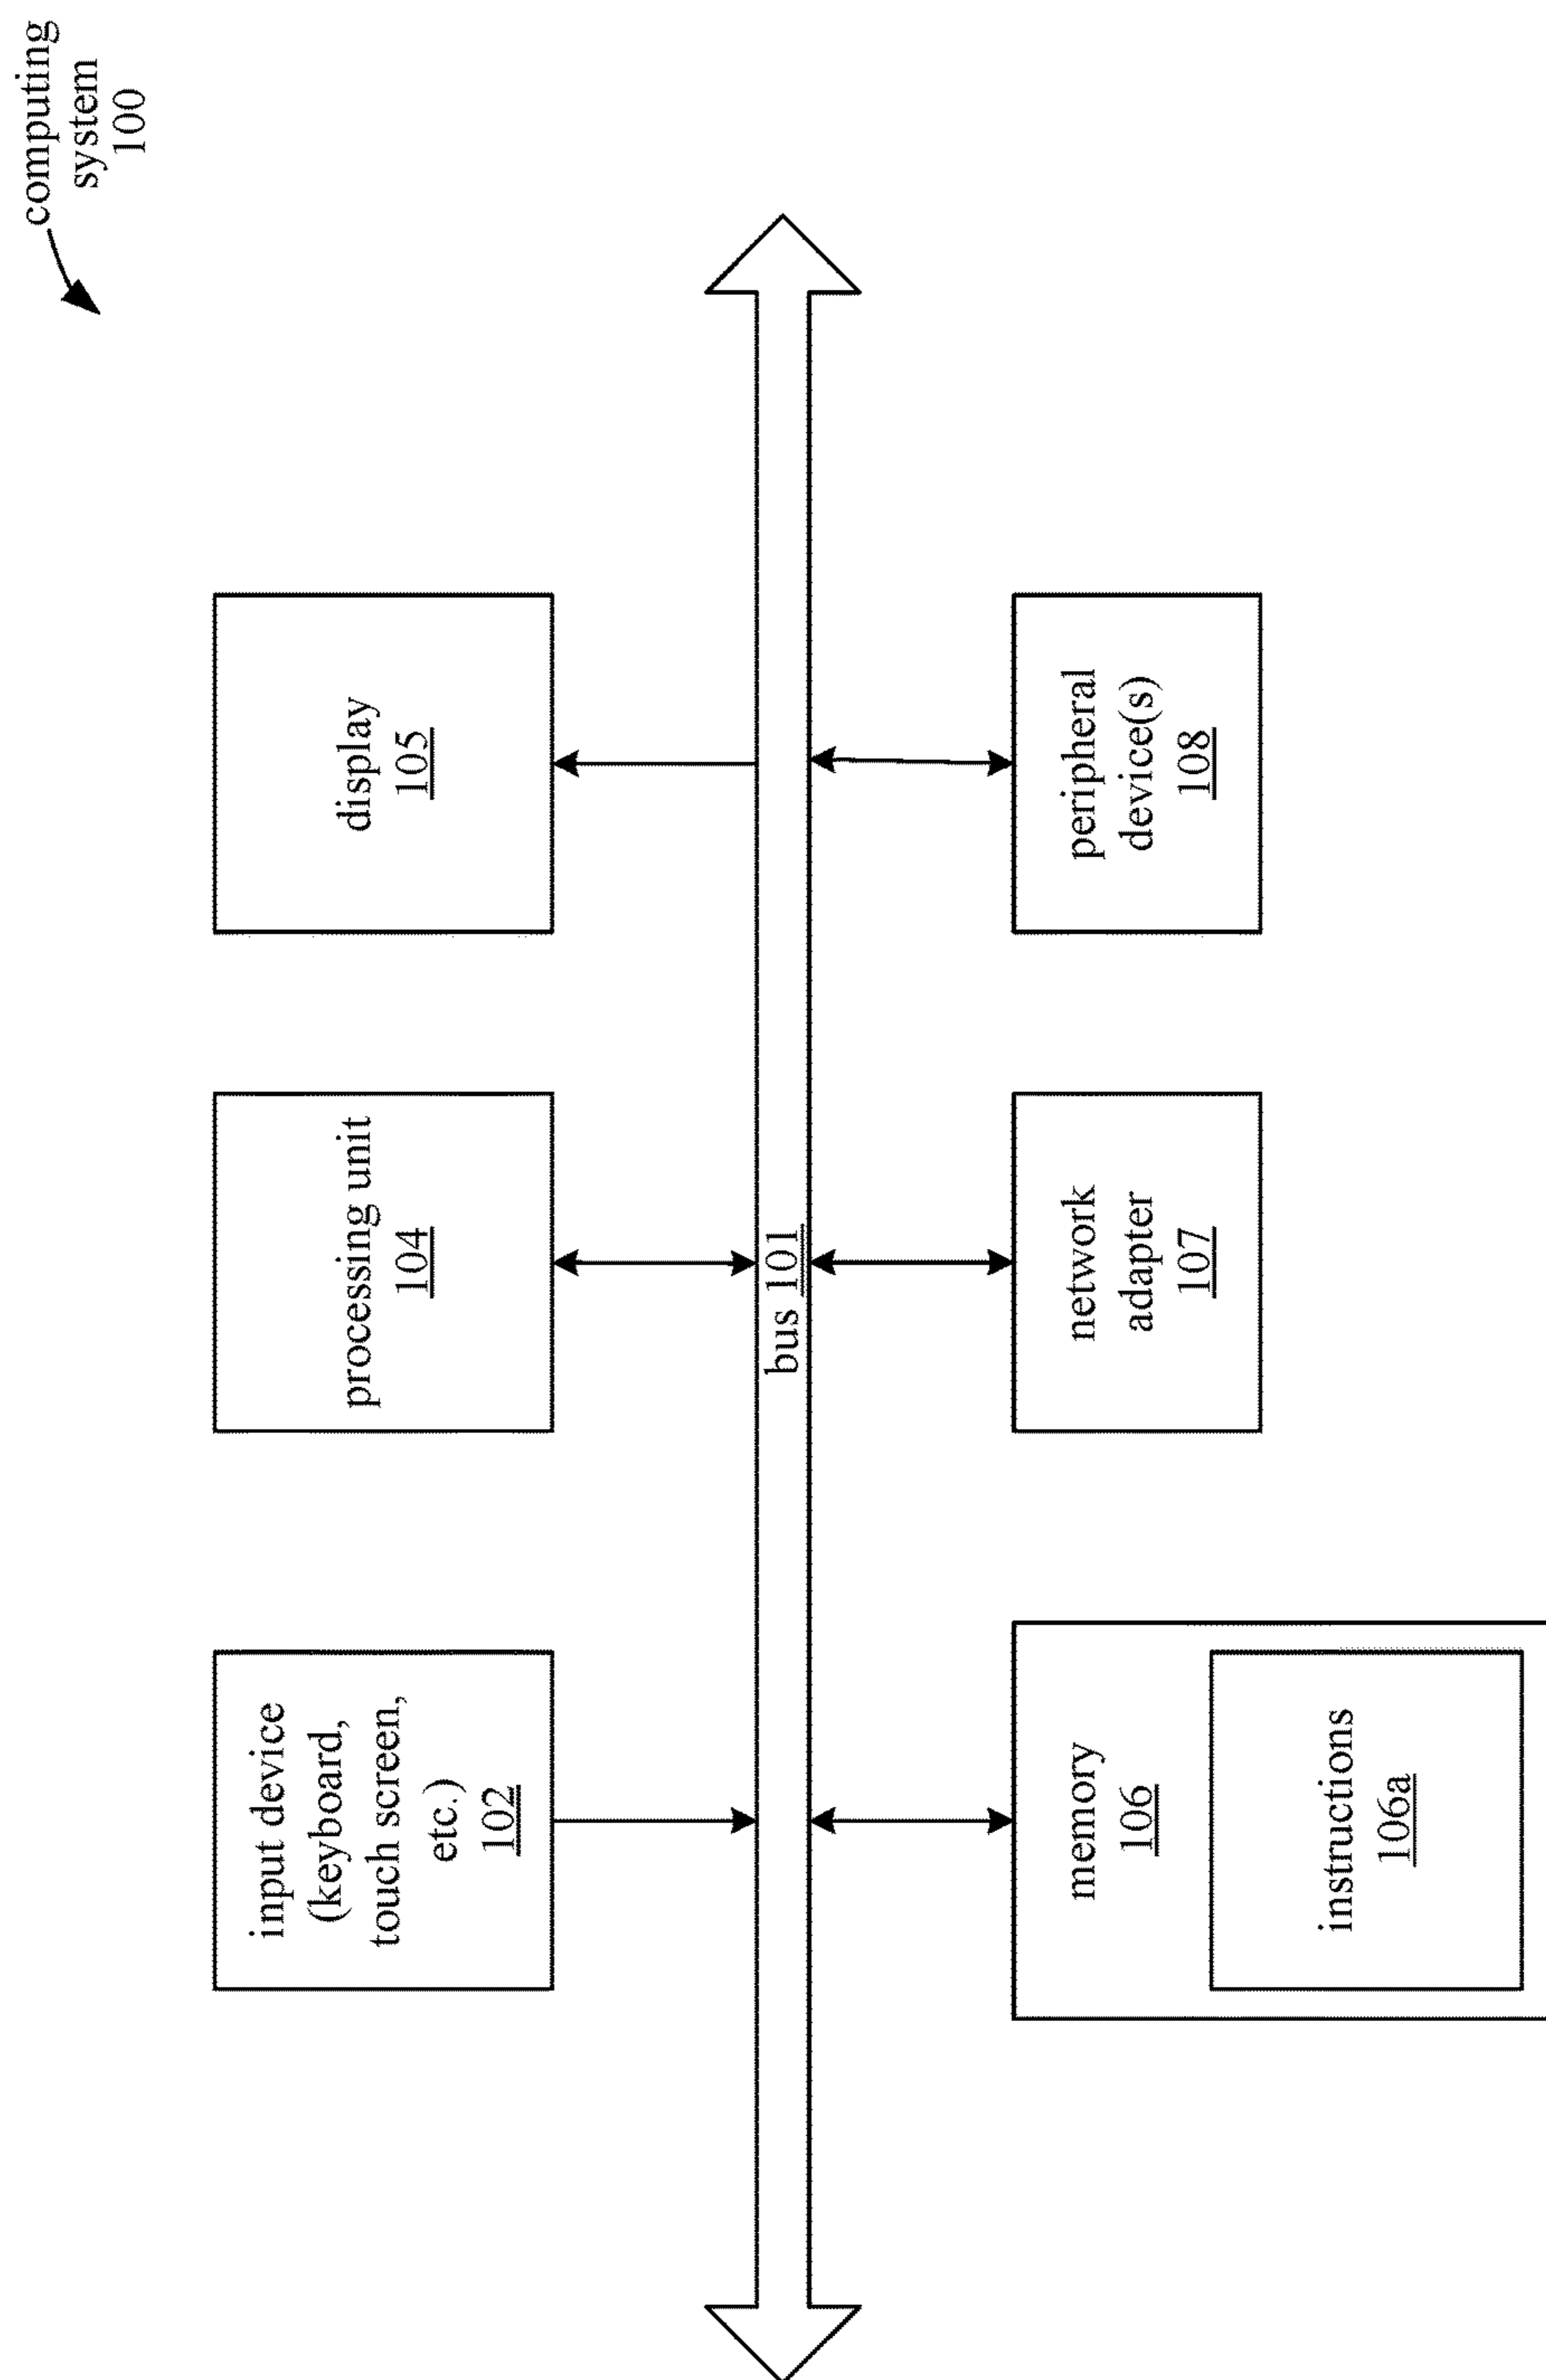 computing
system
100
input device
(keyboard,
touch screen,
etc.)
102
processing unit
104
display
105
bus 101
memory
106
instructions
106a
network
adapter
107
peripheral
device(s)
108